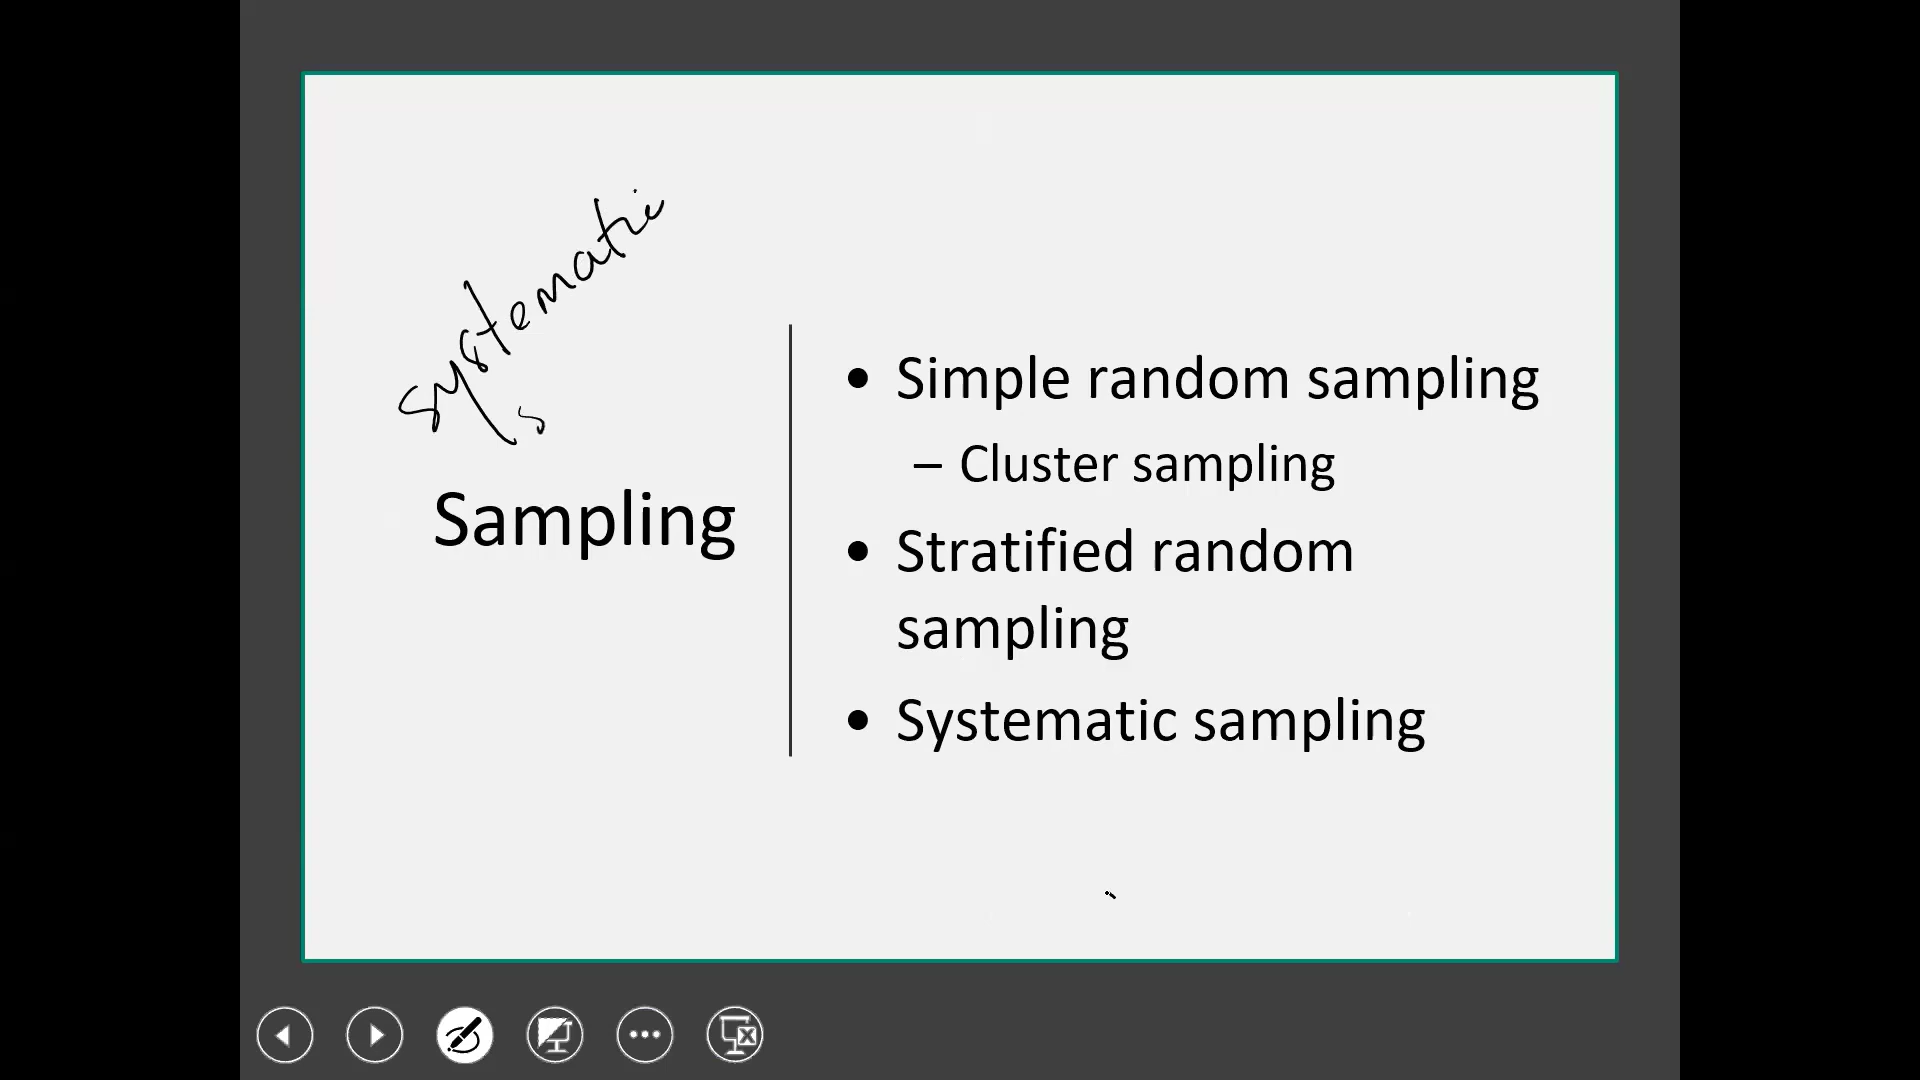 systematic
s
Sampling
• Simple random sampling
– Cluster sampling
• Stratified random
sampling
• Systematic sampling